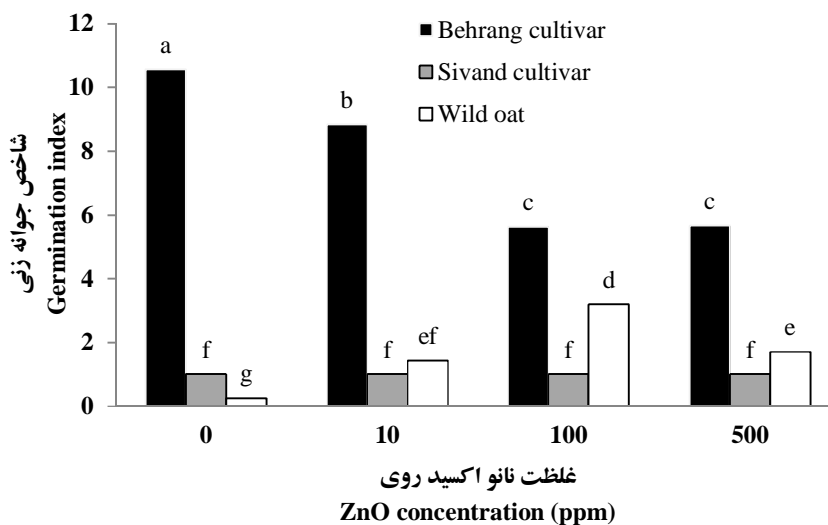 12
10
8
6
4
2
0
شاخص جوانه زنی
Germination index
Behrang cultivar
Sivand cultivar
Wild oat
a
f
g
b
f
ef
c
f
d
c
f
e
0 10 100 500
غلظت نانو اکسید روی
ZnO concentration (ppm)